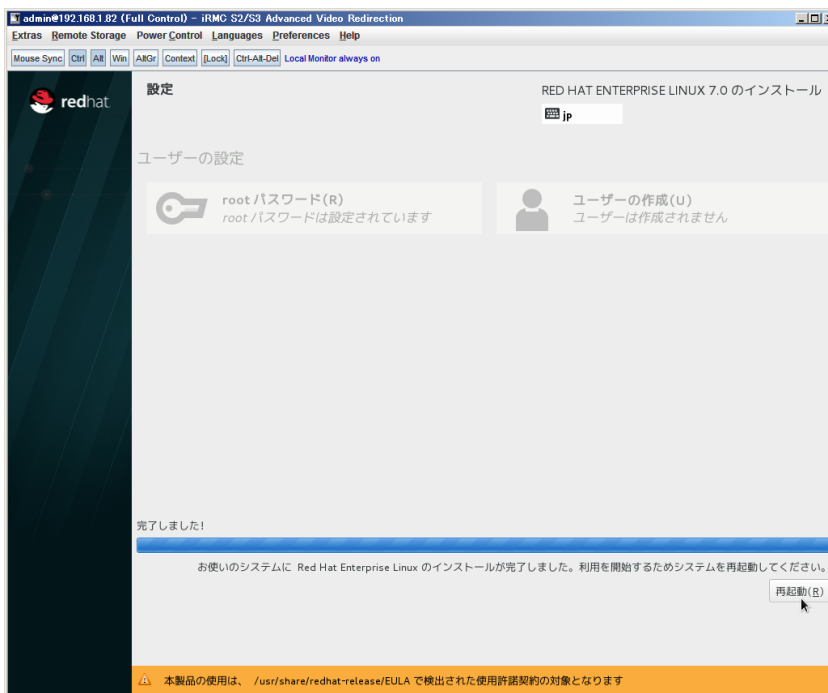 admin@192.168.1.82 (Full Control) - iRMC S2/S3 Advanced Video Redirection
Extras Remote Storage Power Control Languages Preferences Help
Mouse Sync Ctrl Alt Win AltGr Context [Lock] Ctrl-Alt-Del Local Monitor always on
redhat
設定
RED HAT ENTERPRISE LINUX 7.0 のインストール
jp
ユーザーの設定
root パスワード(R)
root パスワードは設定されています
ユーザーの作成(U)
ユーザーは作成されません
完了しました!
お使いのシステムに Red Hat Enterprise Linux のインストールが完了しました。利用を開始するためシステムを再起動してください。
再起動(R)
本製品の使用は、 /usr/share/redhat-release/EULA で検出された使用許諾契約の対象となります